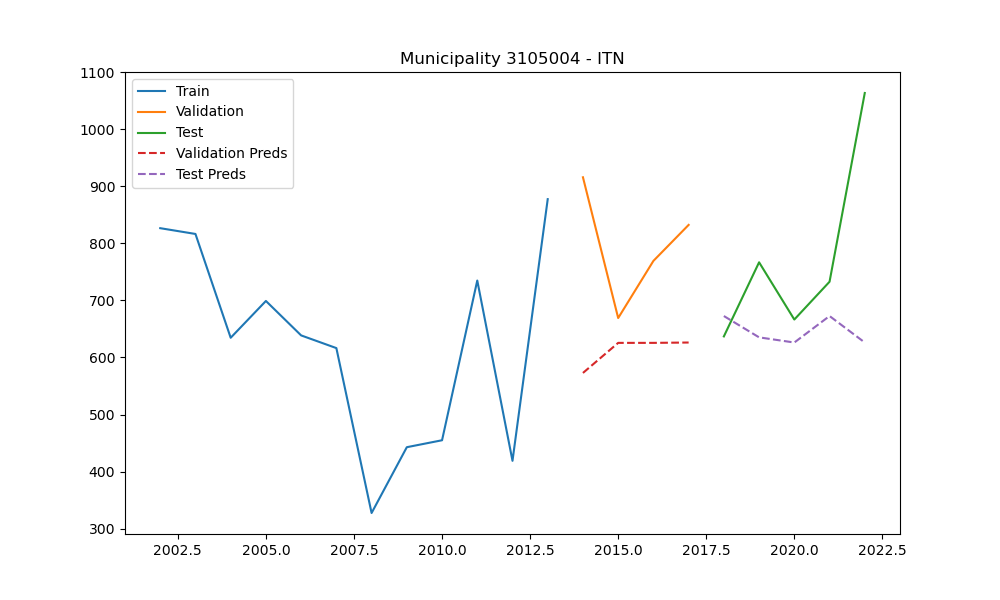 Municipality 3105004 - ITN
1100
1000
900
800
700
600
500
400
300
Train
Validation
Test
Validation Preds
Test Preds
2002.5 2005.0 2007.5 2010.0 2012.5 2015.0 2017.5 2020.0 2022.5